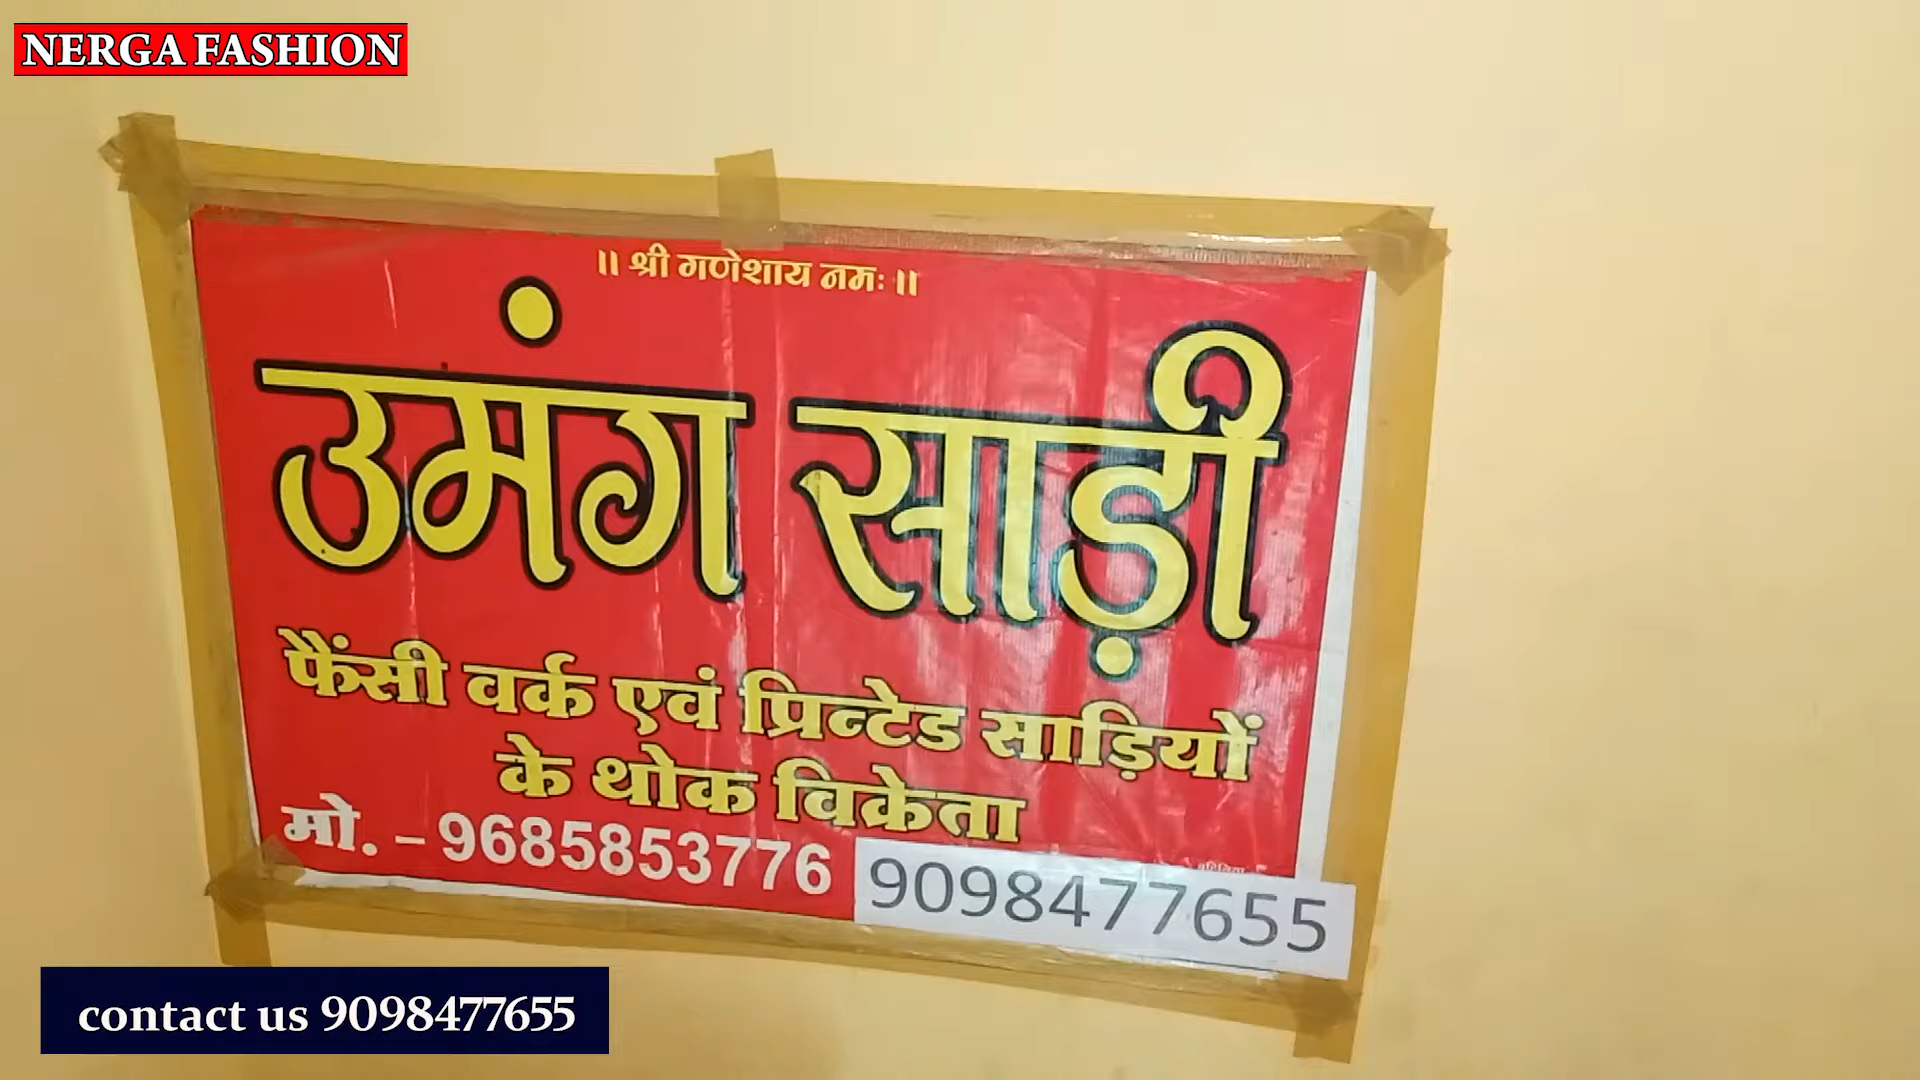 NERGA FASHION
॥ श्री गणेशाय नमः ॥
उमंग साड़ी
फैंसी वर्क एवं प्रिन्टेड साड़ियों
के थोक विक्रेता
मो. – 9685853776
9098477655
contact us 9098477655